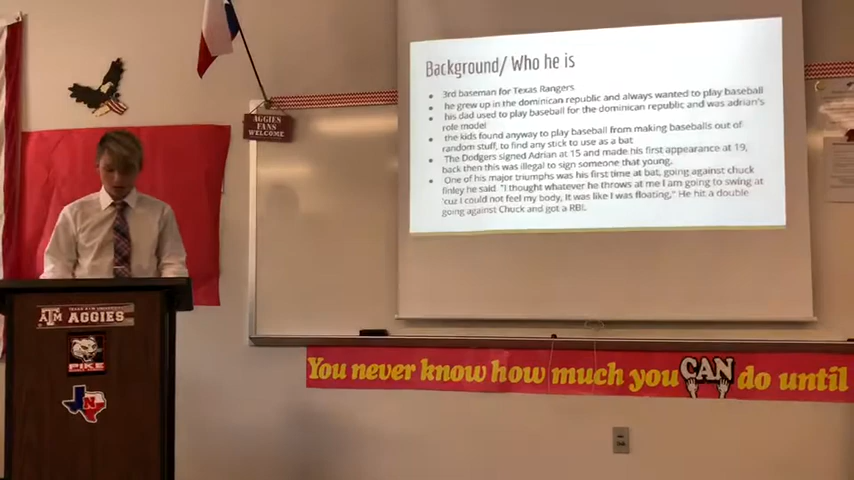 Background/ Who he is
3rd baseman for Texas Rangers
he grew up in the dominican republic and always wanted to play baseball
his dad used to play baseball for the dominican republic and was adrian's
role model
the kids found anyway to play baseball from making baseballs out of
random stuff, to find any stick to use as a bat
The Dodgers signed Adrian at 15 and made his first appearance at 19,
back then this was illegal to sign someone that young.
One of his major triumphs was his first time at bat, going against chuck
finley he said. "I thought whatever he throws at me I am going to swing at
'cuz I could not feel my body, It was like I was floating," He hit a double
going against Chuck and got a RBI.
AGGIES
FANS
WELCOME
TEXAS A&M UNIVERSITY
ATM AGGIES
PIKE
N
You never know how much you CAN do until